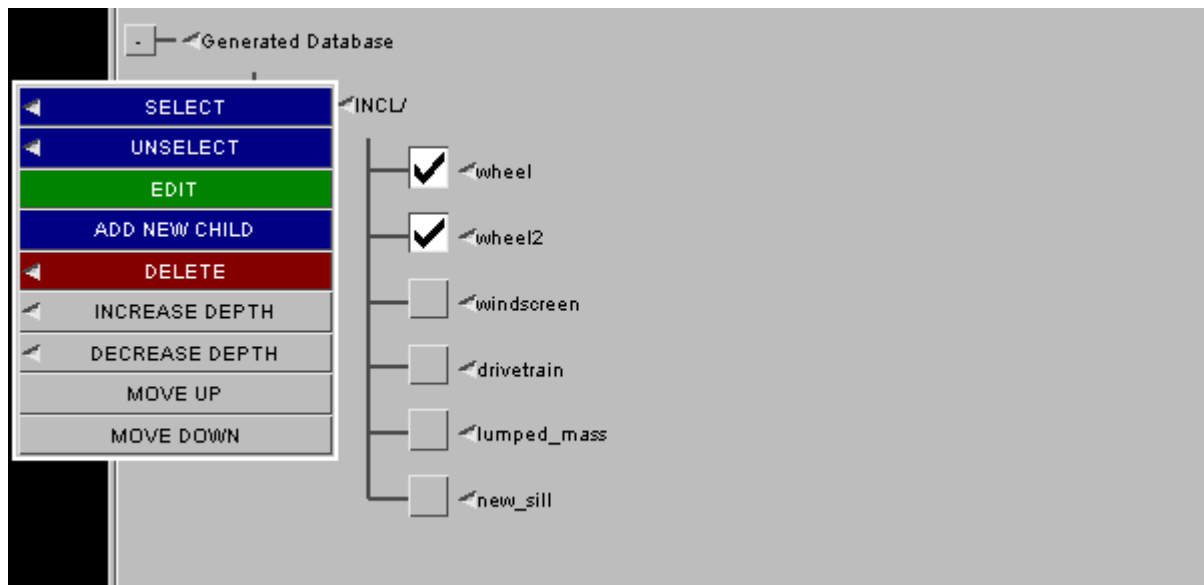 Generated Database
SELECT
UNSELECT
EDIT
ADD NEW CHILD
DELETE
INCREASE DEPTH
DECREASE DEPTH
MOVE UP
MOVE DOWN
INCL/
wheel
wheel2
windscreen
drivetrain
lumped_mass
new_sill